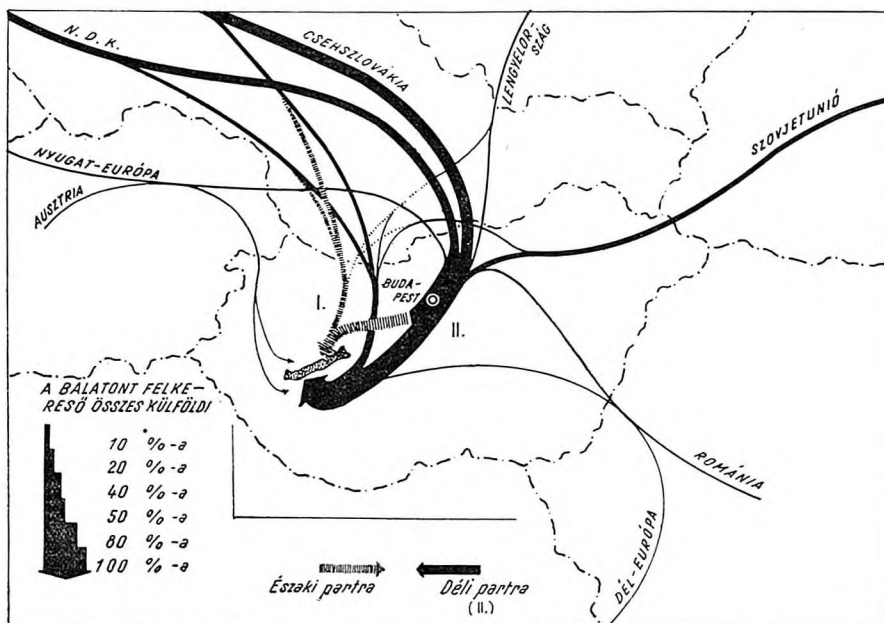 N.D.K.
CSEHSZLOVÁKIA
LENGYELOR-
SZÁG
SZOVJETUNIÓ
NYUGAT-EURÓPA
AUSZTRIA
BUDA-
PEST
I.
II.
A BALATONT FELKE-
RESŐ ÖSSZES KÜLFÖLDI
10 %-a
20 %-a
40 %-a
50 %-a
80 %-a
100 %-a
ROMÁNIA
DÉL-EURÓPA
Északi partra
Déli partra
(II.)